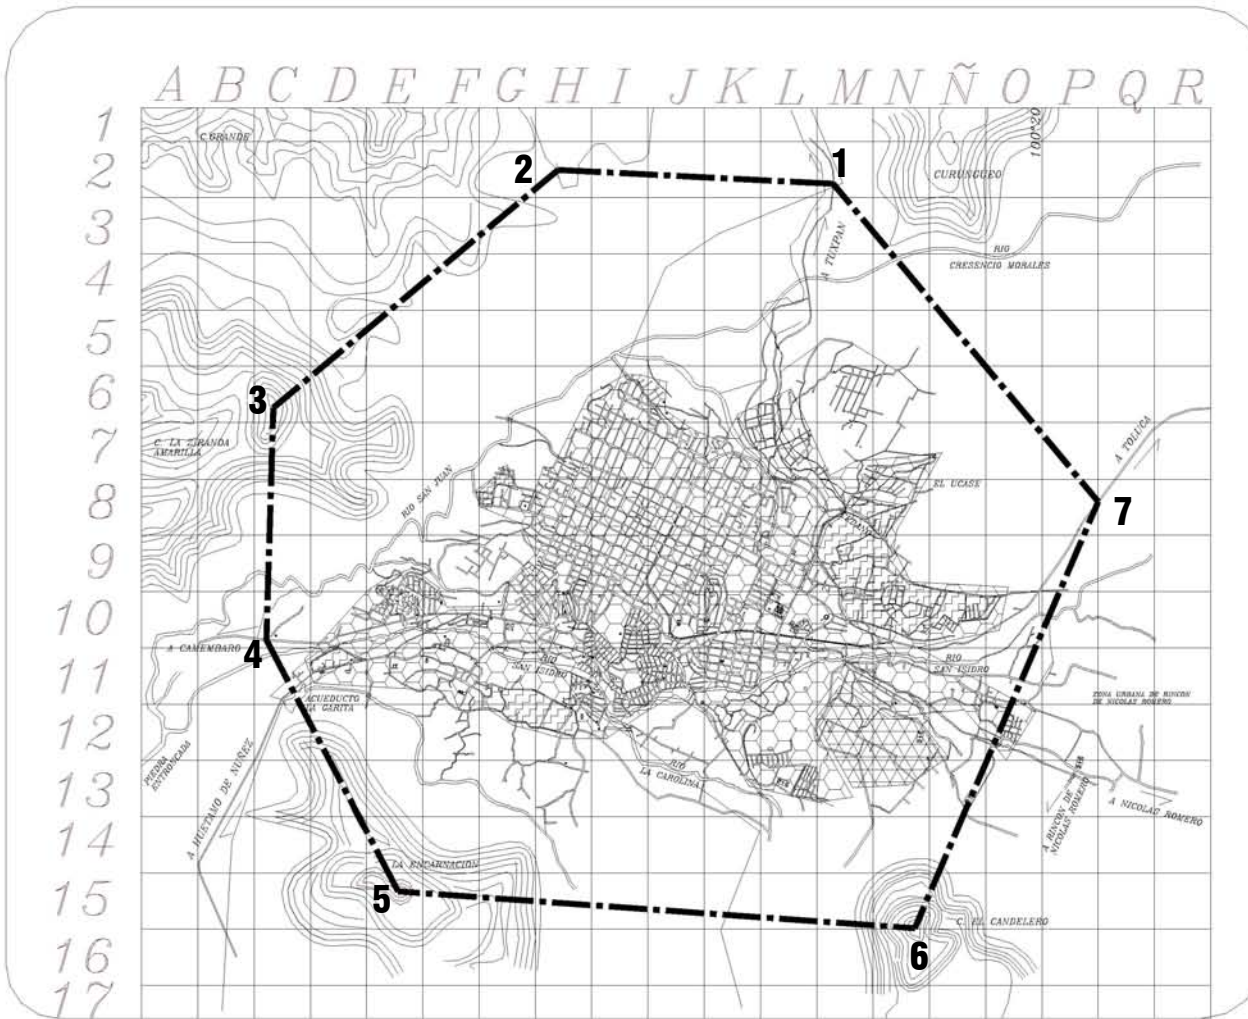 A B C D E F G H I J K L M N Ñ O P Q R
1
2
3
4
5
6
7
8
9
10
11
12
13
14
15
16
17
C. GRANDE
100°20'
2
1
CURUNGUEO
A TUXPAN
RIO
CRESENCIO MORALES
3
C. LA ZIRANDA
AMARILLA
A TOLUCA
RIO SAN JUAN
EL UCASE
7
A CAMEMBARO
4
RIO
SAN ISIDRO
RIO
SAN ISIDRO
ACUEDUCTO
LA GARITA
ZONA URBANA DE RINCON
DE NICOLAS ROMERO
PIEDRA
ENTRONCADA
A HUETAMO DE NUÑEZ
RIO
LA CAROLINA
A RINCON DE
NICOLAS ROMERO
A NICOLAS ROMERO
LA ENCARNACION
5
C. EL CANDELERO
6